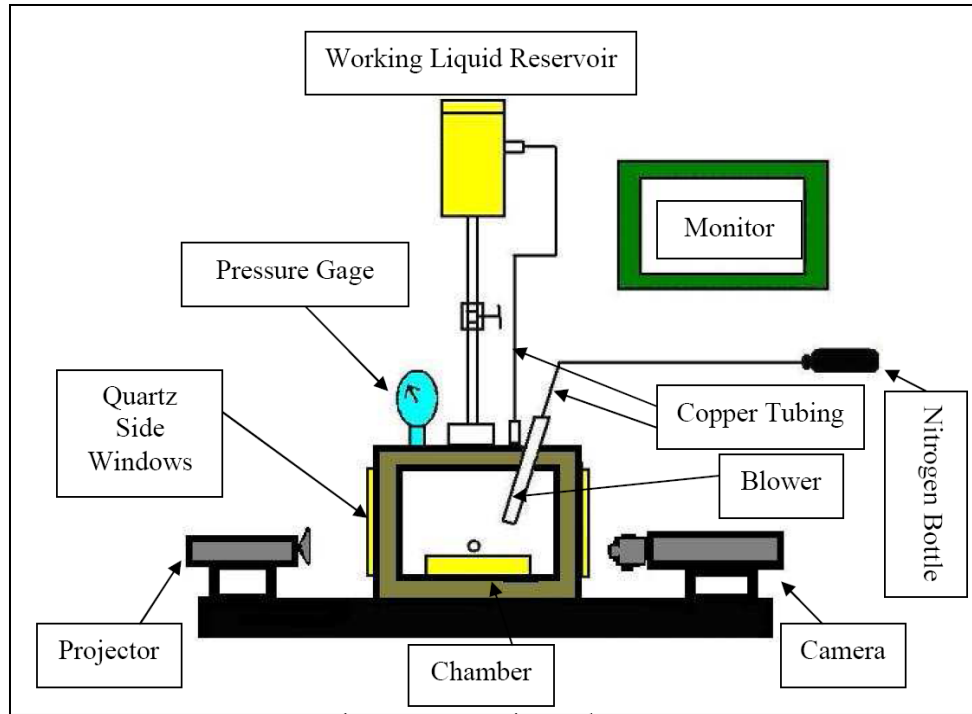 Working Liquid Reservoir
Monitor
Pressure Gage
Quartz
Side
Windows
Copper Tubing
Blower
Nitrogen Bottle
Projector
Chamber
Camera